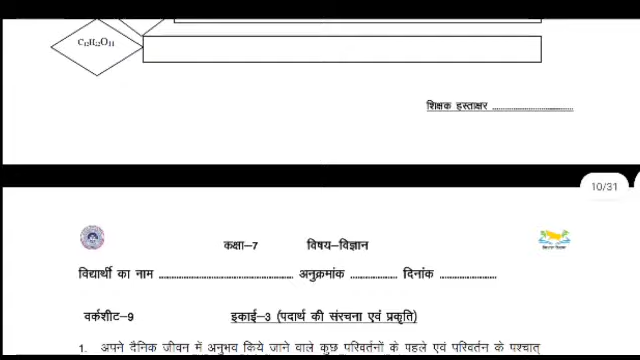 C₁₂H₂₂O₁₁
शिक्षक हस्ताक्षर ..............................
10/31
कक्षा–7 विषय–विज्ञान
विद्यार्थी का नाम .................................................. अनुक्रमांक .................. दिनांक ......................
वर्कशीट–9 इकाई–3 (पदार्थ की संरचना एवं प्रकृति)
1. अपने दैनिक जीवन में अनुभव किये जाने वाले कुछ परिवर्तनों के पहले एवं परिवर्तन के पश्चात्